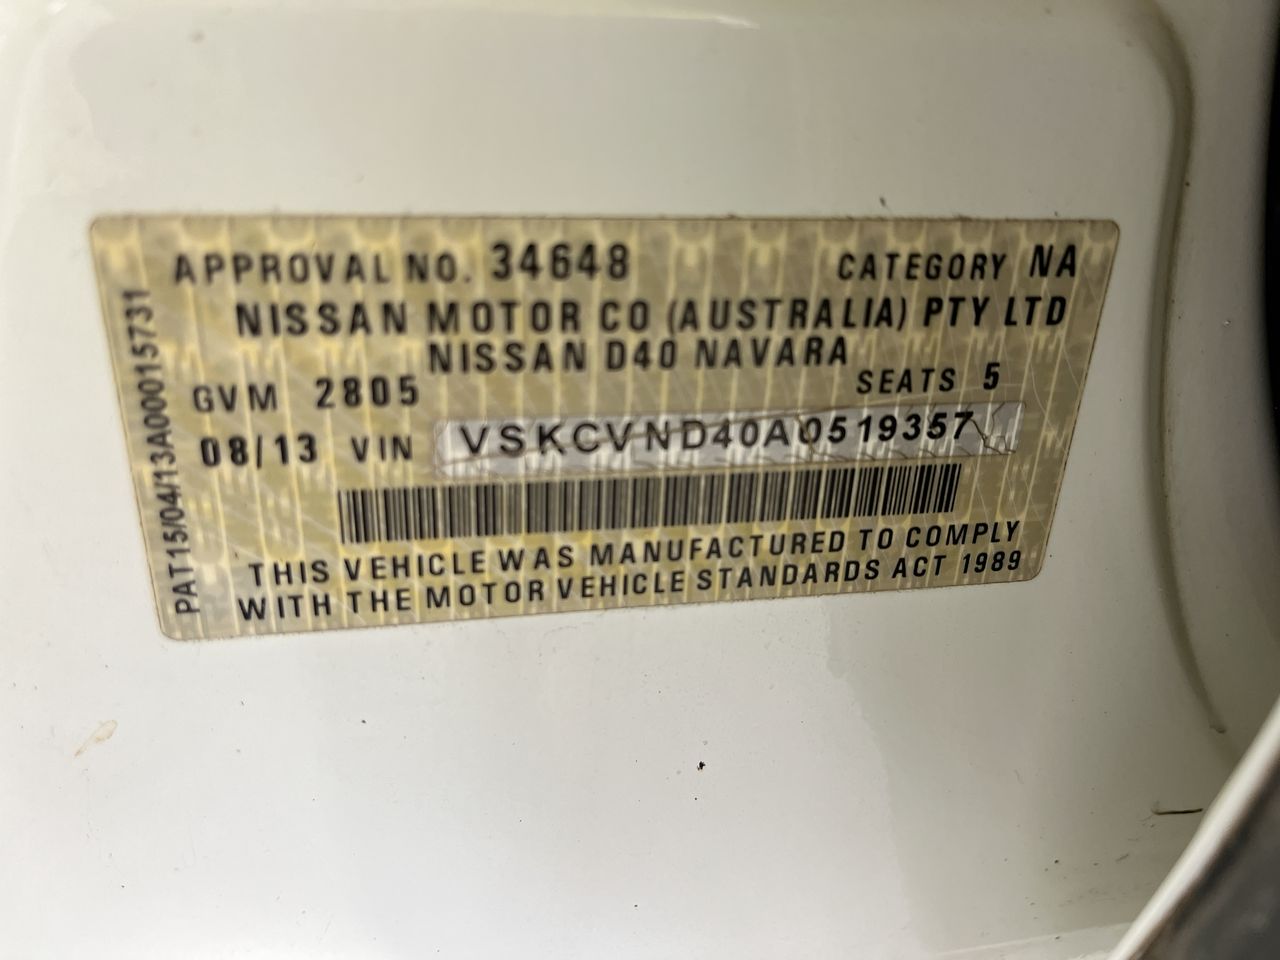 APPROVAL NO. 34648 CATEGORY NA
NISSAN MOTOR CO (AUSTRALIA) PTY LTD
NISSAN D40 NAVARA
GVM 2805 SEATS 5
08/13 VIN VSKCVND40A0519357
THIS VEHICLE WAS MANUFACTURED TO COMPLY
WITH THE MOTOR VEHICLE STANDARDS ACT 1989
PAT15/04/13A000015731